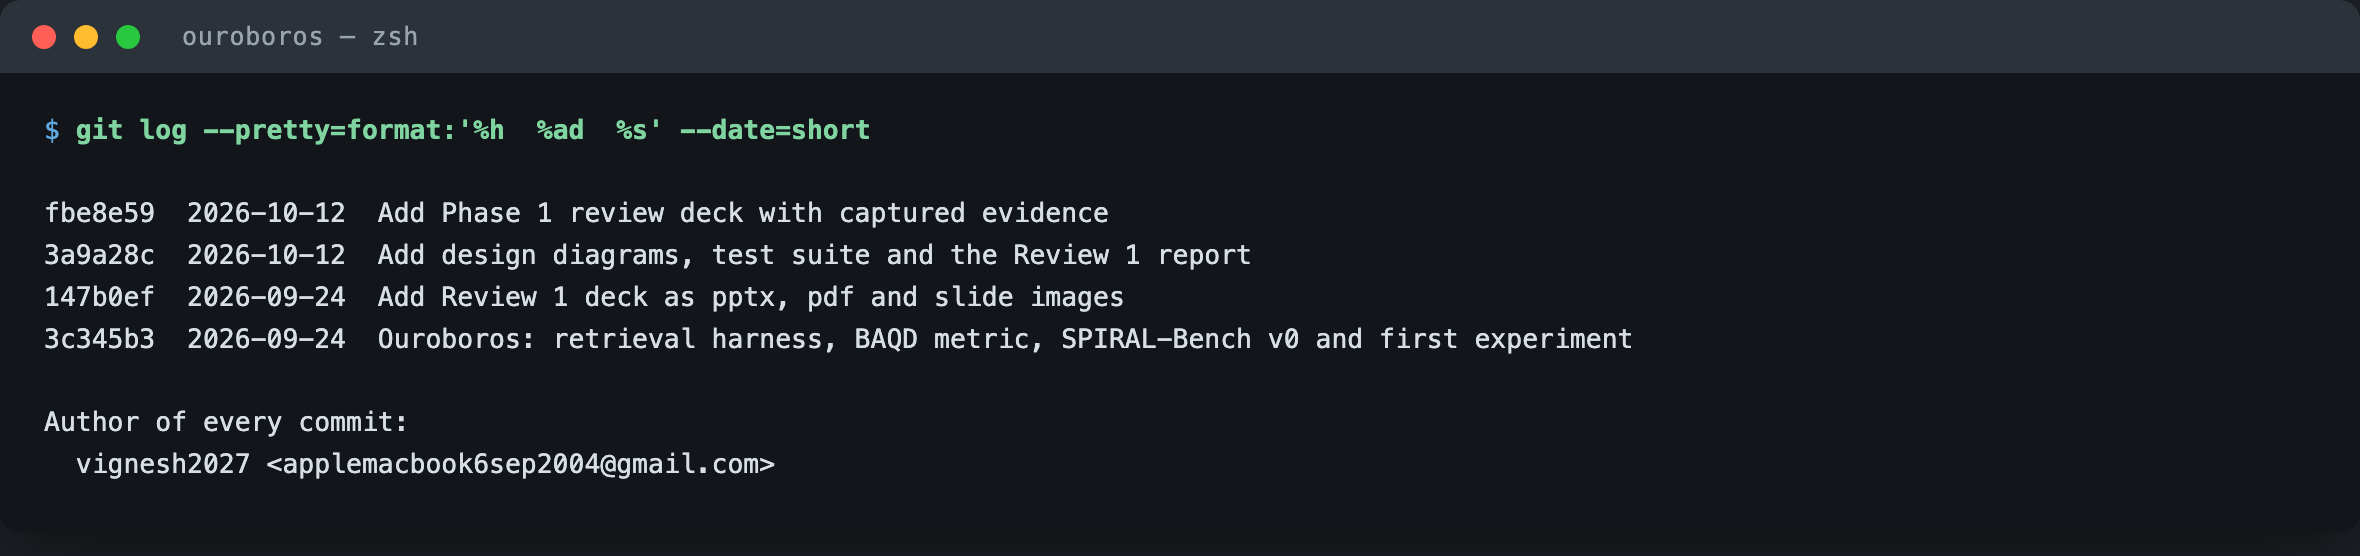 ouroboros — zsh
$ git log --pretty=format:'%h  %ad  %s' --date=short
fbe8e59  2026-10-12  Add Phase 1 review deck with captured evidence
3a9a28c  2026-10-12  Add design diagrams, test suite and the Review 1 report
147b0ef  2026-09-24  Add Review 1 deck as pptx, pdf and slide images
3c345b3  2026-09-24  Ouroboros: retrieval harness, BAQD metric, SPIRAL-Bench v0 and first experiment
Author of every commit:
  vignesh2027 <applemacbook6sep2004@gmail.com>